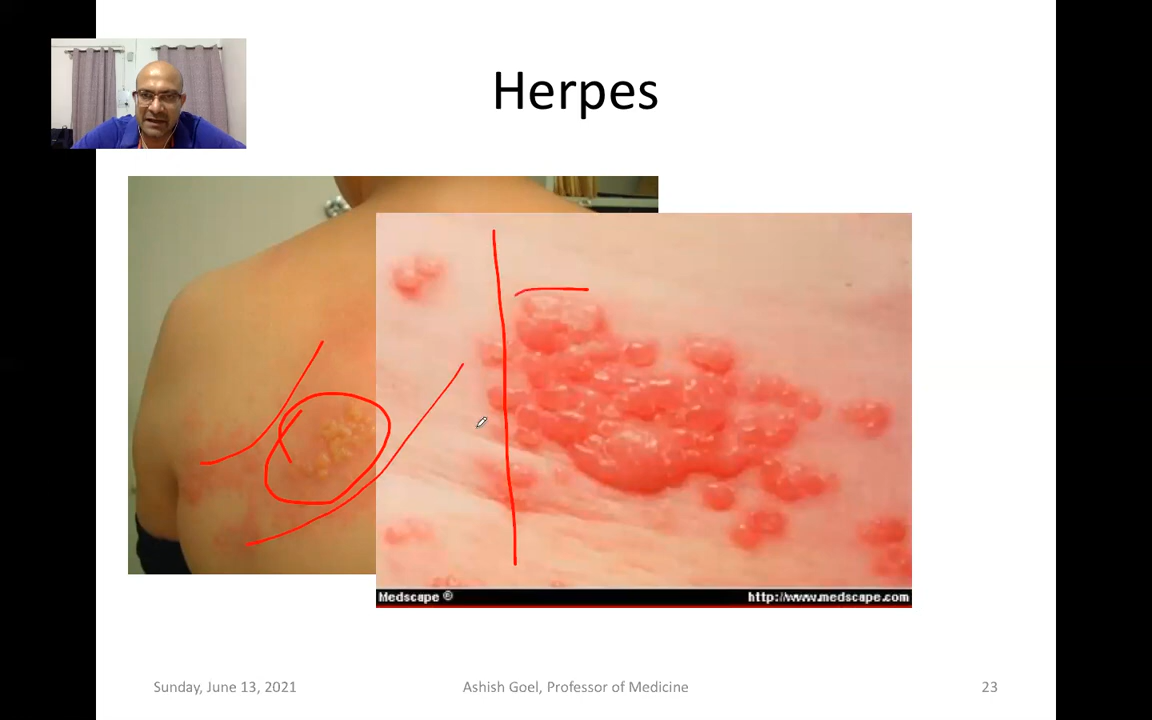 Herpes
Medscape ®
http://www.medscape.com
Sunday, June 13, 2021
Ashish Goel, Professor of Medicine
23